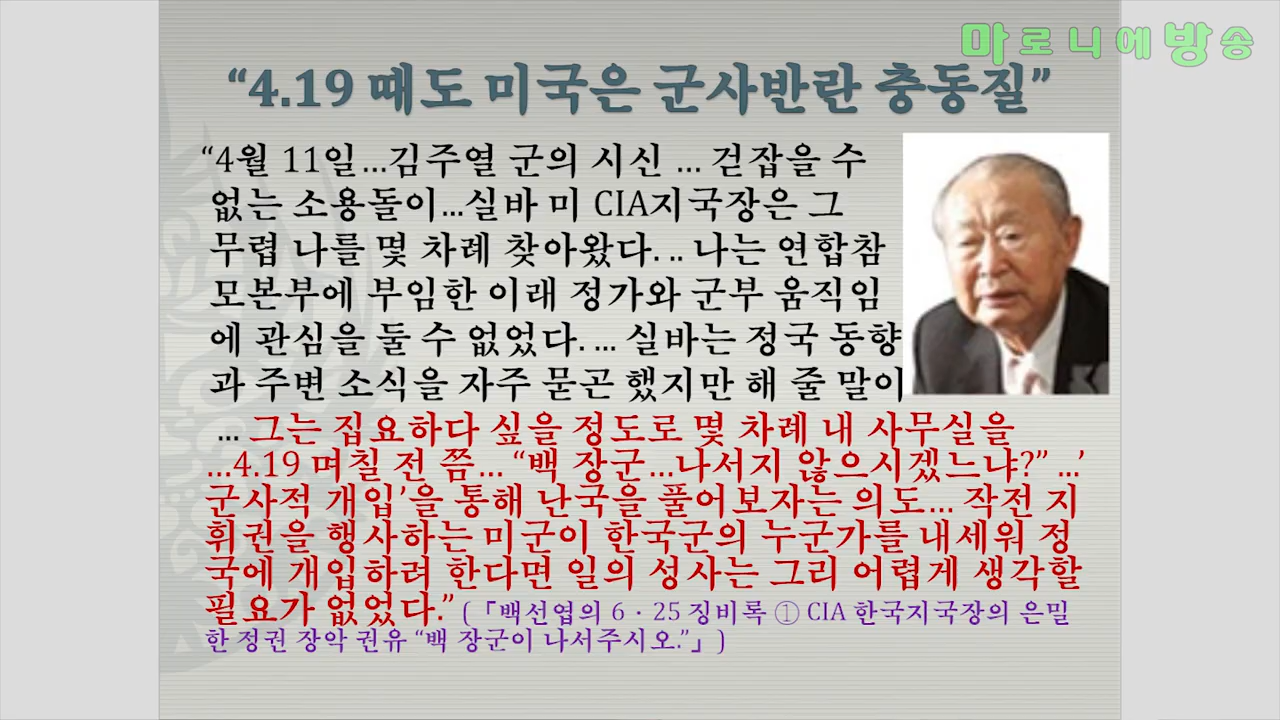 마로니에방송
“4.19 때도 미국은 군사반란 충동질”
“4월 11일...김주열 군의 시신 ... 걷잡을 수
없는 소용돌이...실바 미 CIA지국장은 그
무렵 나를 몇 차례 찾아왔다. .. 나는 연합참
모본부에 부임한 이래 정가와 군부 움직임
에 관심을 둘 수 없었다. ... 실바는 정국 동향
과 주변 소식을 자주 묻곤 했지만 해 줄 말이
... 그는 집요하다 싶을 정도로 몇 차례 내 사무실을
...4.19 며칠 전 쯤... “백 장군...나서지 않으시겠느냐?” ...’
군사적 개입’을 통해 난국을 풀어보자는 의도... 작전 지
휘권을 행사하는 미군이 한국군의 누군가를 내세워 정
국에 개입하려 한다면 일의 성사는 그리 어렵게 생각할
필요가 없었다.” (「백선엽의 6·25 징비록 ① CIA 한국지국장의 은밀
한 정권 장악 권유 “백 장군이 나서주시오.”」)